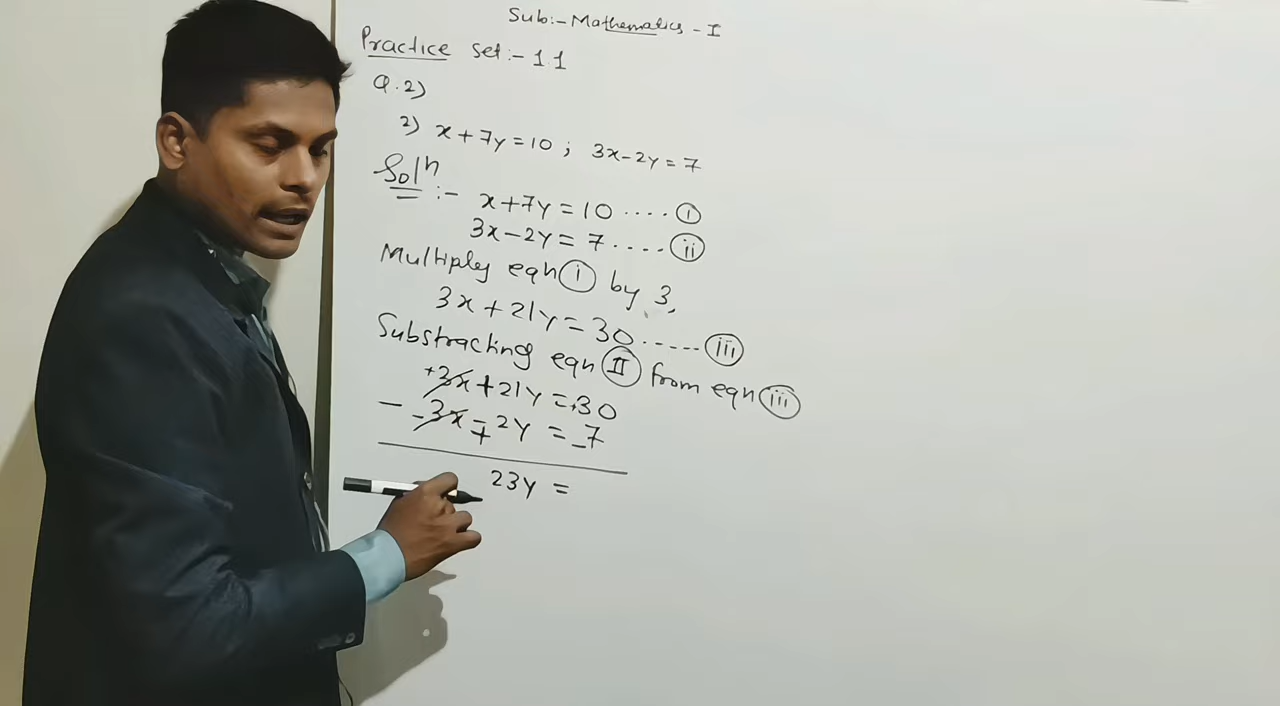 Sub:- Mathematics - I
Practice Set:- 1.1
Q.2)
2) x + 7y = 10 ; 3x-2y = 7
Soln :- x+7y = 10 .... (i)
3x-2y = 7 .... (ii)
Multiply eqn (i) by 3,
3x + 21y = 30 ..... (iii)
Substracting eqn (II) from eqn (iii)
+3x + 21y = +30
- -3x -+ 2y = -7
23y =